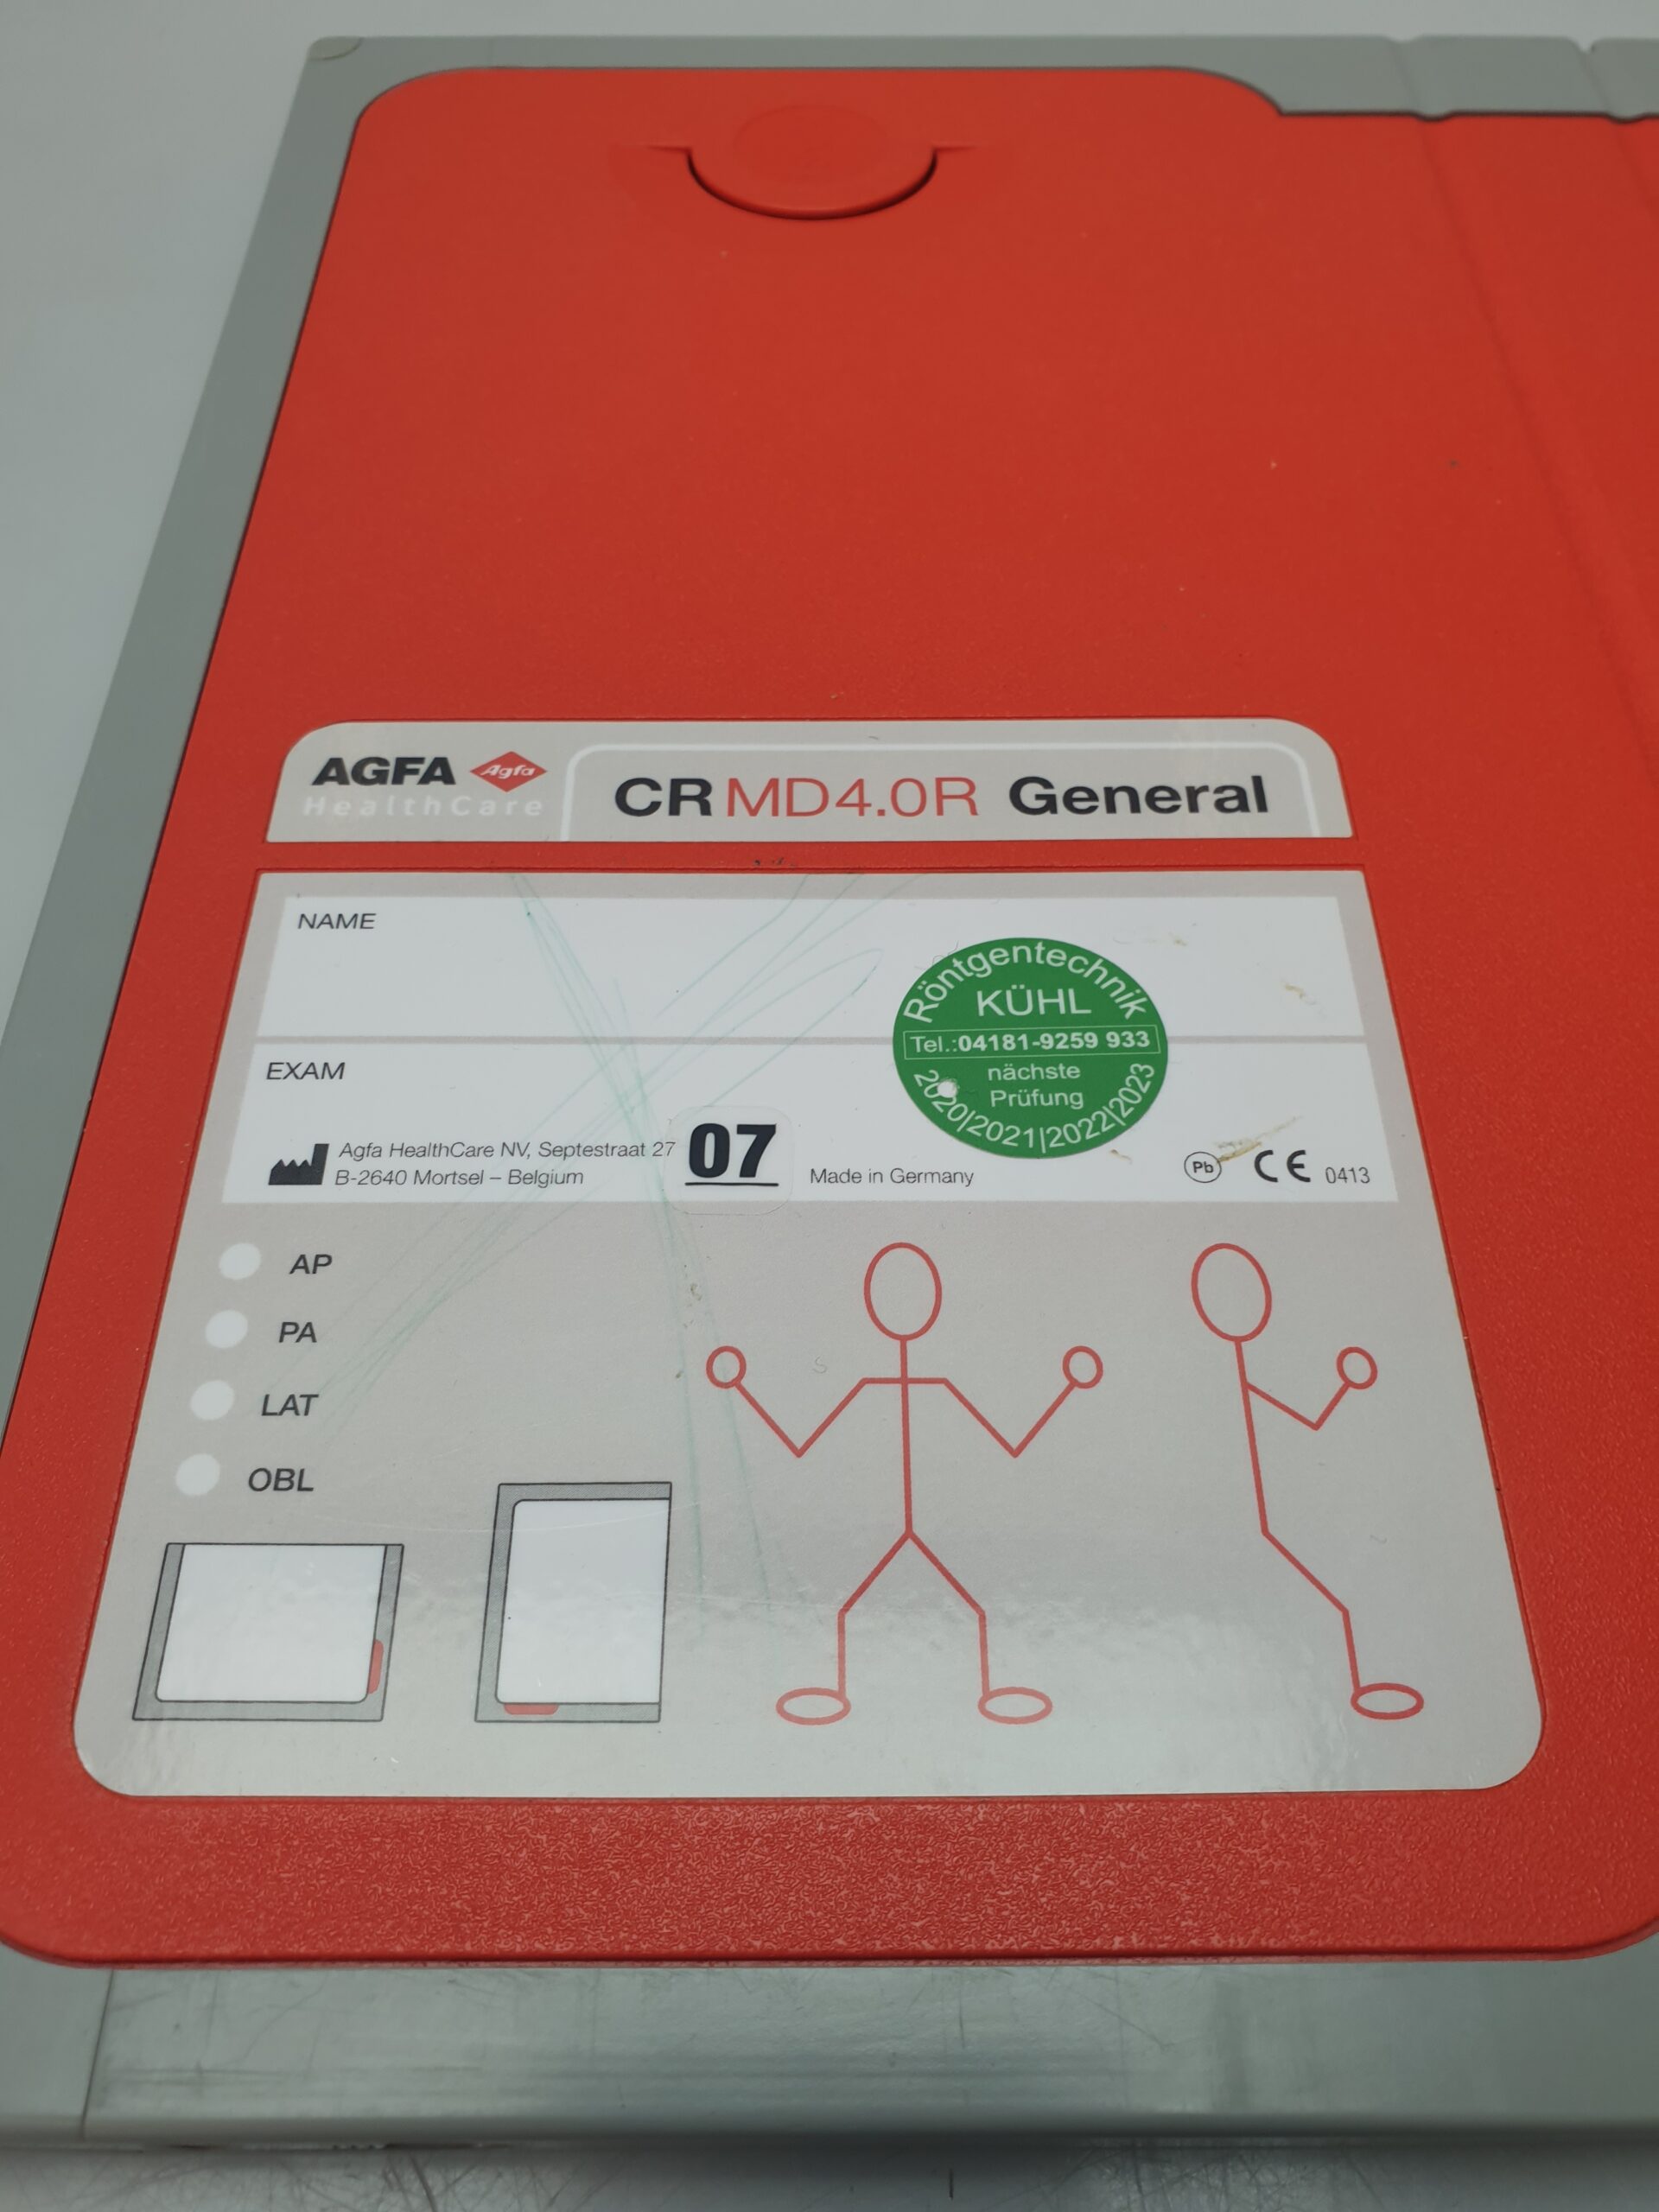 AGFA Agfa
HealthCare
CR MD4.0R General
NAME
Röntgentechnik
KÜHL
Tel.:04181-9259 933
nächste
Prüfung
2020|2021|2022|2023
EXAM
Agfa HealthCare NV, Septestraat 27
B-2640 Mortsel – Belgium
07
Made in Germany
Pb
CE 0413
AP
PA
LAT
OBL